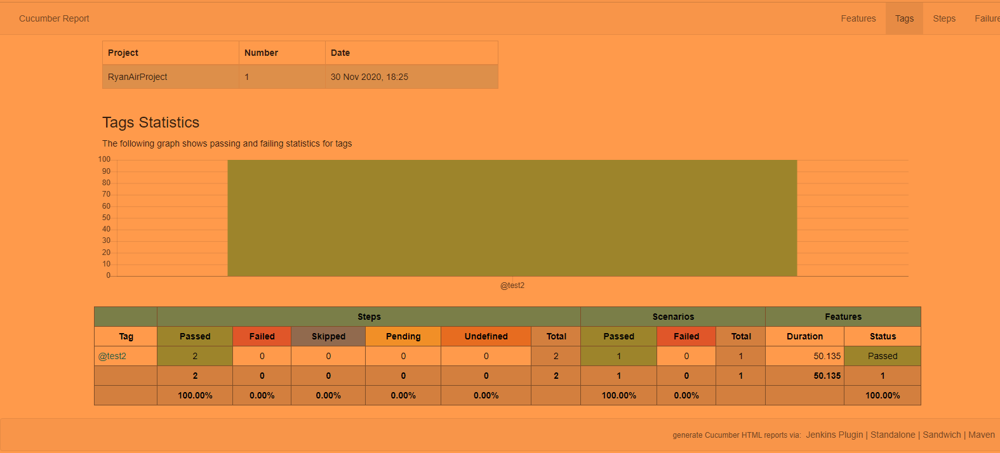 Cucumber Report Features Tags Steps Failure
Project Number Date
RyanAirProject 1 30 Nov 2020, 18:25
Tags Statistics
The following graph shows passing and failing statistics for tags
100
90
80
70
60
50
40
30
20
10
0
@test2
Steps Scenarios Features
Tag Passed Failed Skipped Pending Undefined Total Passed Failed Total Duration Status
@test2 2 0 0 0 0 2 1 0 1 50.135 Passed
2 0 0 0 0 2 1 0 1 50.135 1
100.00% 0.00% 0.00% 0.00% 0.00% 100.00% 0.00% 100.00%
generate Cucumber HTML reports via: Jenkins Plugin | Standalone | Sandwich | Maven